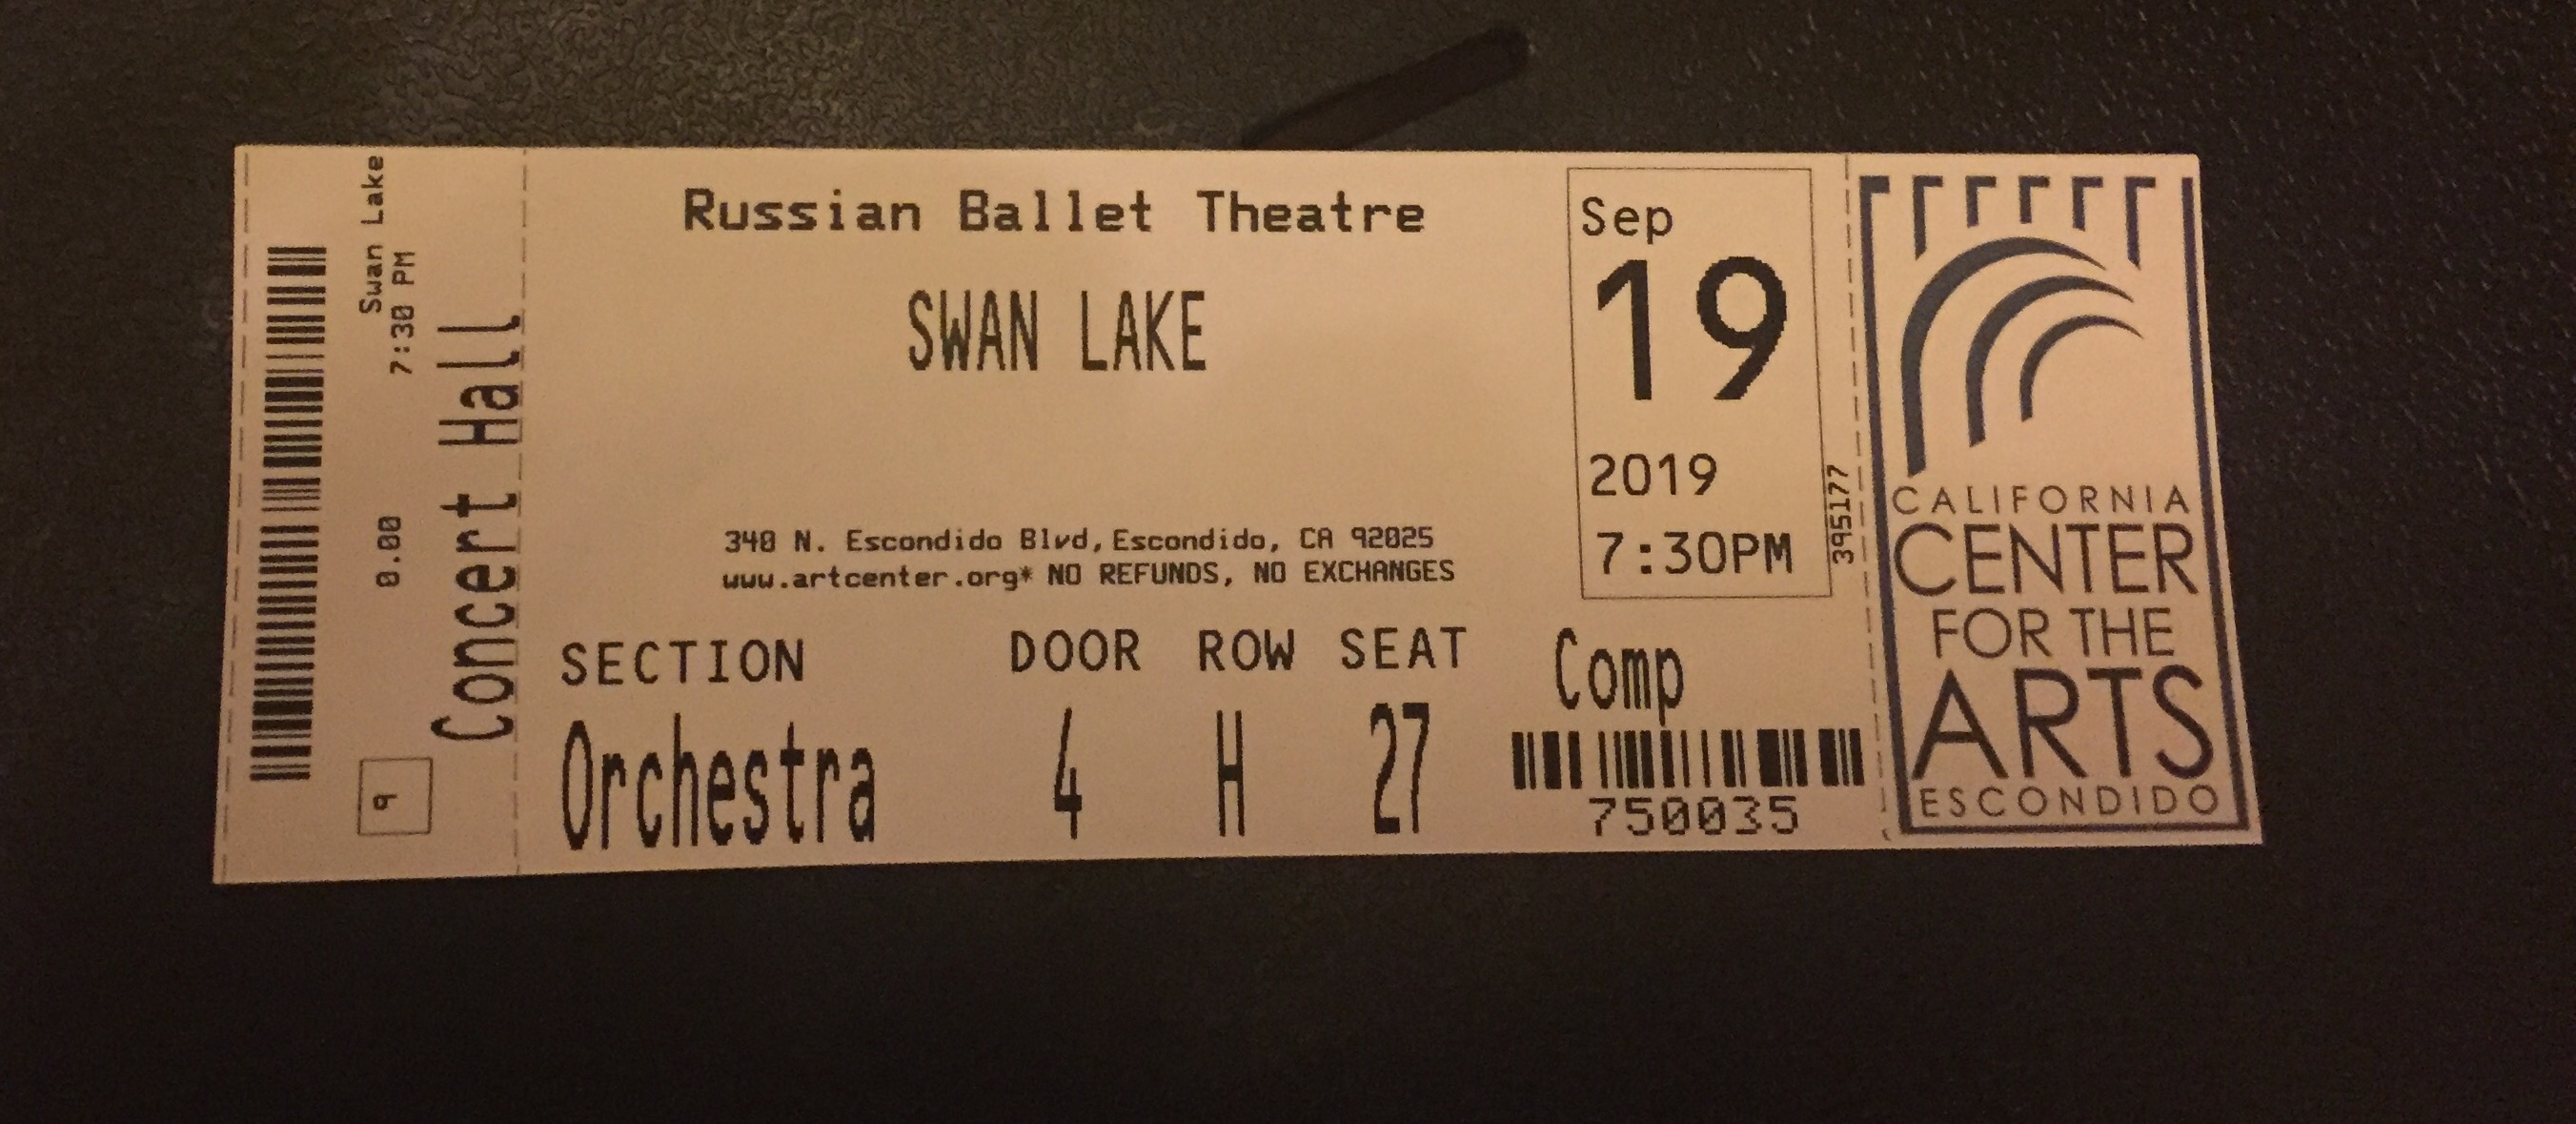 Swan Lake
7:30 PM
0.00
Concert Hall
9
Russian Ballet Theatre
SWAN LAKE
340 N. Escondido Blvd, Escondido, CA 92025
www.artcenter.org* NO REFUNDS, NO EXCHANGES
SECTION DOOR ROW SEAT
Orchestra 4 H 27
Sep
19
2019
7:30PM
Comp
750035
395177
CALIFORNIA
CENTER
FOR THE
ARTS
ESCONDIDO